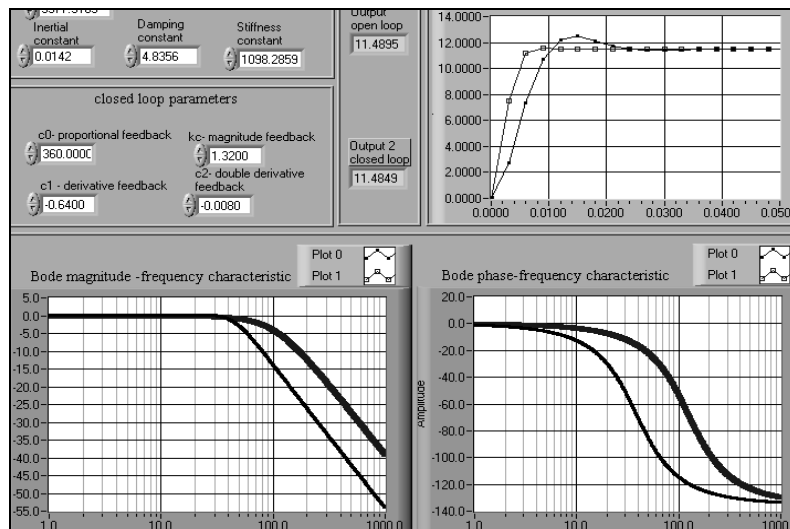 Inertial constant
0.0142
Damping constant
4.8356
Stiffness constant
1098.2859
Output
open loop
11.4895
Output 2
closed loop
11.4849
closed loop parameters
c0- proportional feedback
360.0000
kc- magnitude feedback
1.3200
c1 - derivative feedback
-0.6400
c2- double derivative feedback
-0.0080
14.0000
12.0000
10.0000
8.0000
6.0000
4.0000
2.0000
0.0000
0.0000 0.0100 0.0200 0.0300 0.0400 0.050
Bode magnitude -frequency characteristic
Plot 0
Plot 1
5.0
0.0
-5.0
-10.0
-15.0
-20.0
-25.0
-30.0
-35.0
-40.0
-45.0
-50.0
-55.0
1.0 10.0 100.0 1000.0
Bode phase-frequency characteristic
Plot 0
Plot 1
Amplitude
20.0
0.0
-20.0
-40.0
-60.0
-80.0
-100.0
-120.0
-140.0
1.0 10.0 100.0 1000